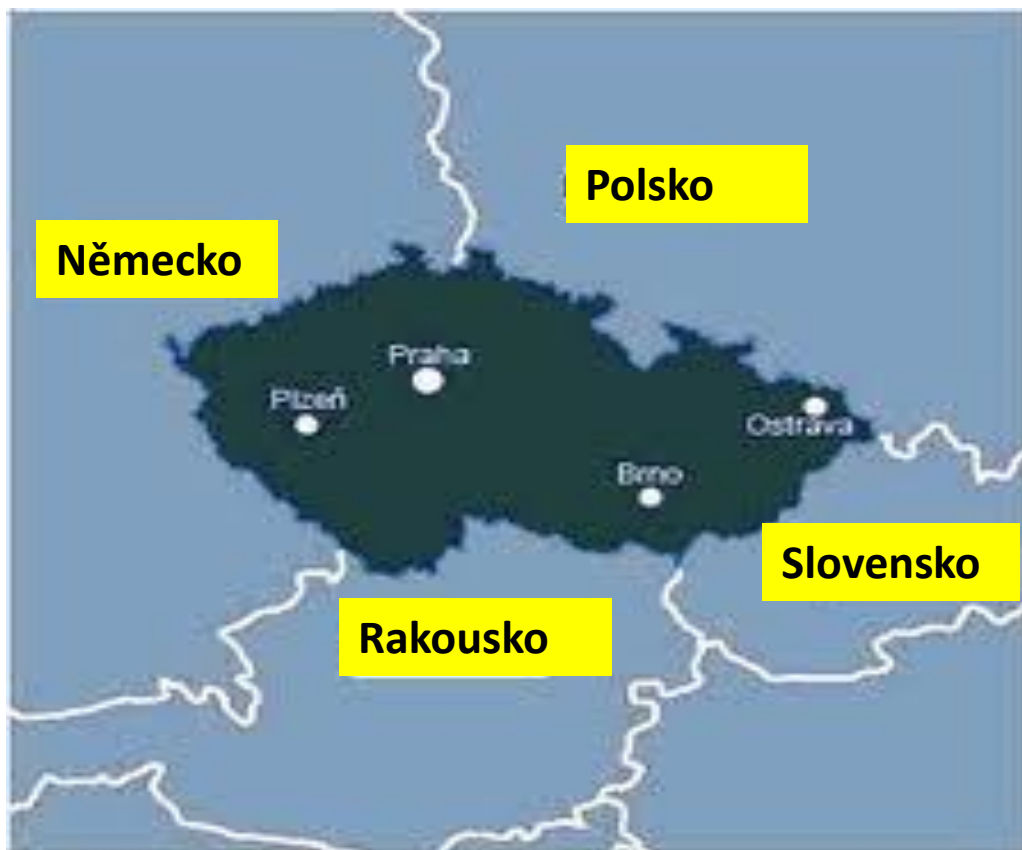 Polsko
Německo
Praha
Plzeň
Ostrava
Brno
Slovensko
Rakousko